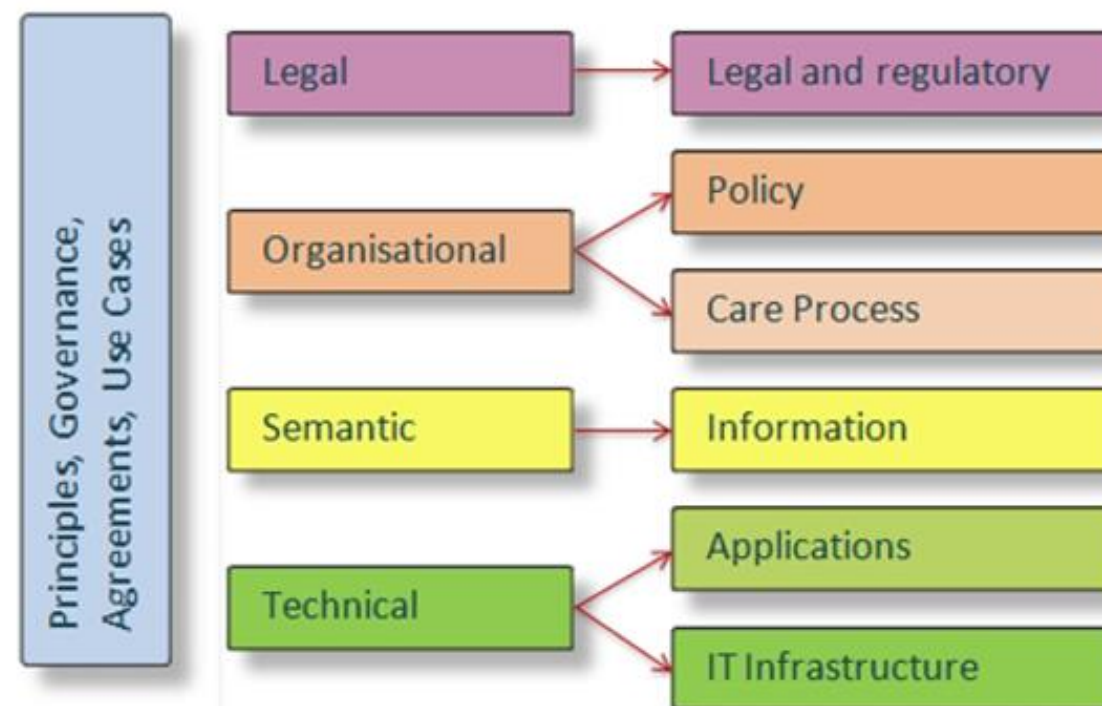 Principles, Governance,
Agreements, Use Cases
Legal
Legal and regulatory
Organisational
Policy
Care Process
Semantic
Information
Technical
Applications
IT Infrastructure